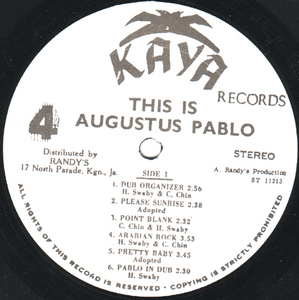 KAYA
RECORDS
THIS IS
AUGUSTUS PABLO
4
Distributed by
RANDY'S
17 North Parade, Kgn., Ja.
SIDE 1
STEREO
A. Randy's Production
ST 11213
1. DUB ORGANIZER 2.56
H. Swaby & C. Chin
2. PLEASE SUNRISE 2.38
Adopted
3. POINT BLANK 2.32
C. Chin & H. Swaby
4. ARABIAN ROCK 3.53
H. Swaby
5. PRETTY BABY 3.45
Adopted
6. PABLO IN DUB 2.30
H. Swaby
ALL RIGHTS OF THIS RECORD IS RESERVED · COPYING IS STRICTLY PROHIBITED